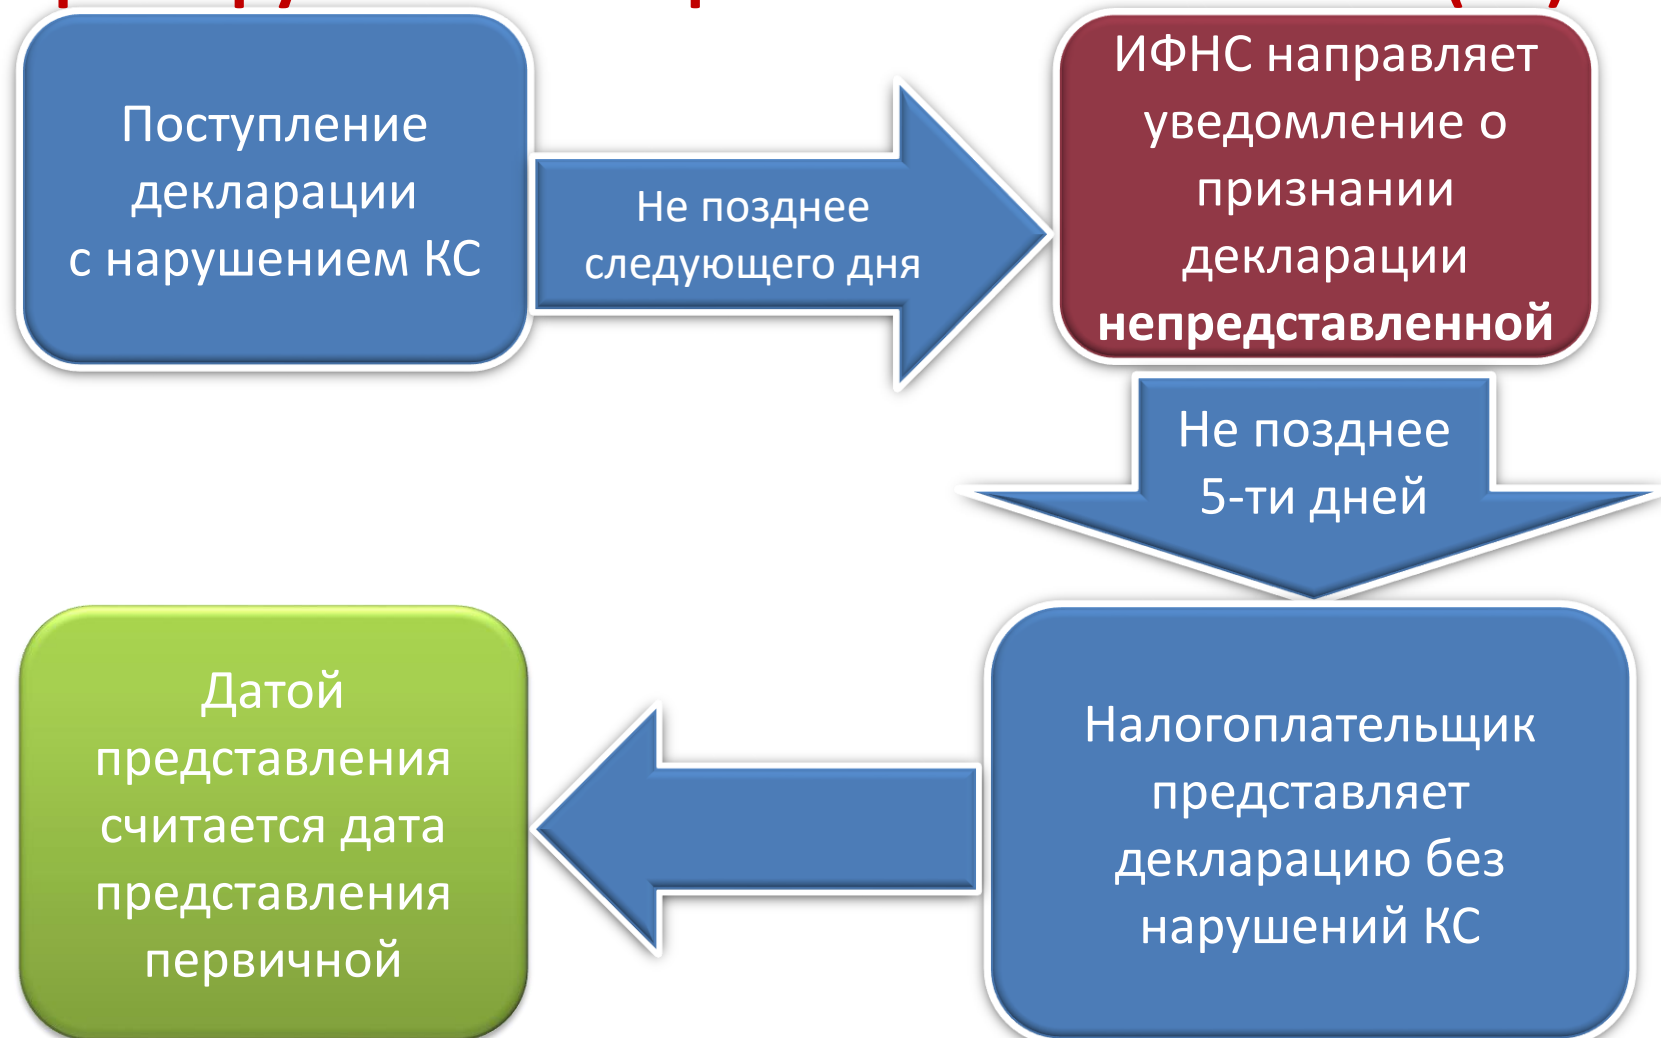 Поступление
декларации
с нарушением КС
Не позднее
следующего дня
ИФНС направляет
уведомление о
признании
декларации
непредставленной
Не позднее
5-ти дней
Налогоплательщик
представляет
декларацию без
нарушений КС
Датой
представления
считается дата
представления
первичной